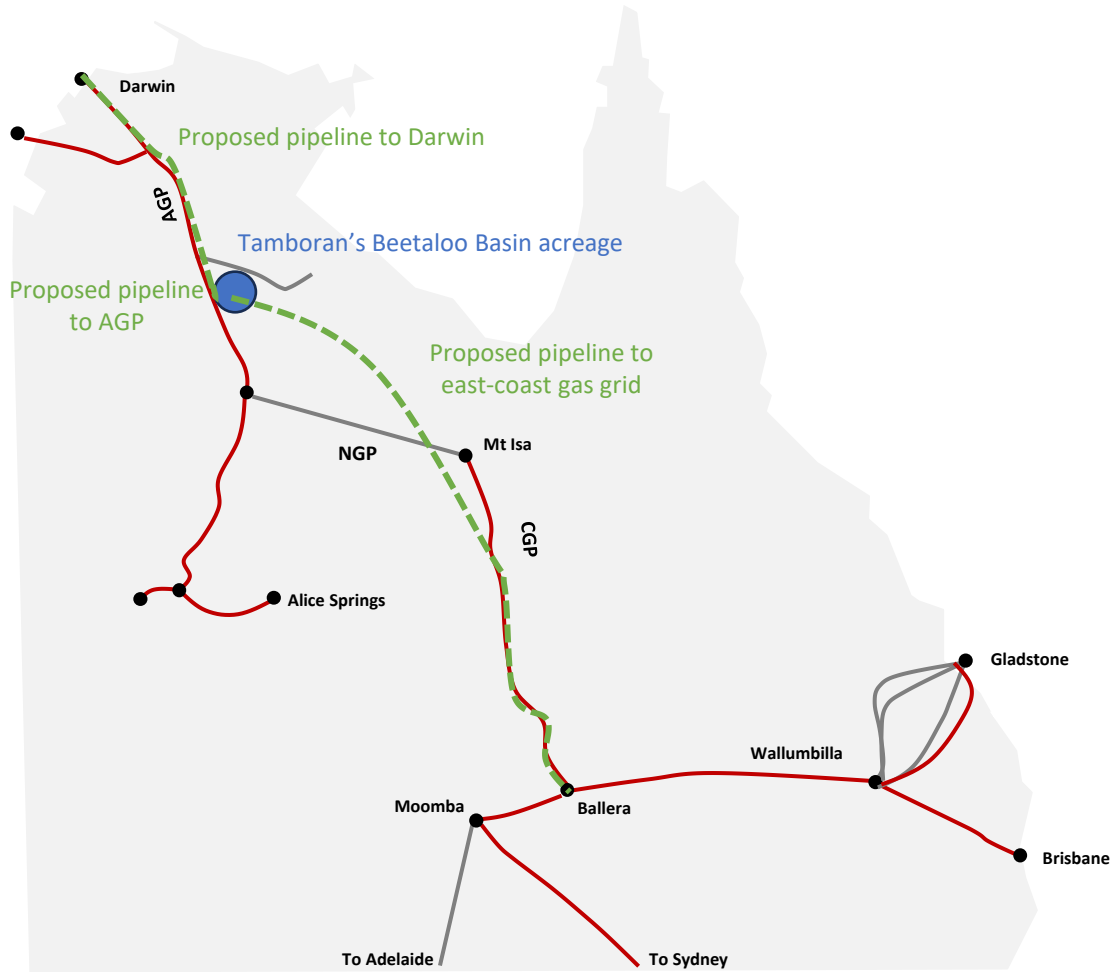 Darwin
Proposed pipeline to Darwin
AGP
Tamboran’s Beetaloo Basin acreage
Proposed pipeline
to AGP
Proposed pipeline to
east-coast gas grid
Mt Isa
NGP
CGP
Alice Springs
Gladstone
Wallumbilla
Moomba
Ballera
Brisbane
To Adelaide
To Sydney